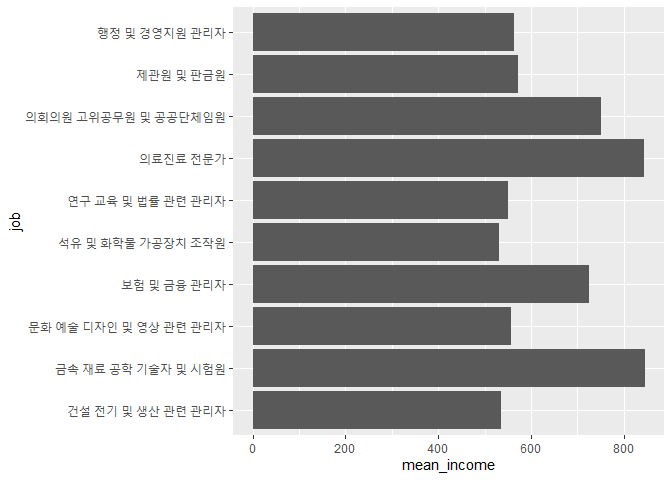 행정 및 경영지원 관리자
제관원 및 판금원
의회의원 고위공무원 및 공공단체임원
의료진료 전문가
연구 교육 및 법률 관련 관리자
석유 및 화학물 가공장치 조작원
보험 및 금융 관리자
문화 예술 디자인 및 영상 관련 관리자
금속 재료 공학 기술자 및 시험원
건설 전기 및 생산 관련 관리자
job
0 200 400 600 800
mean_income